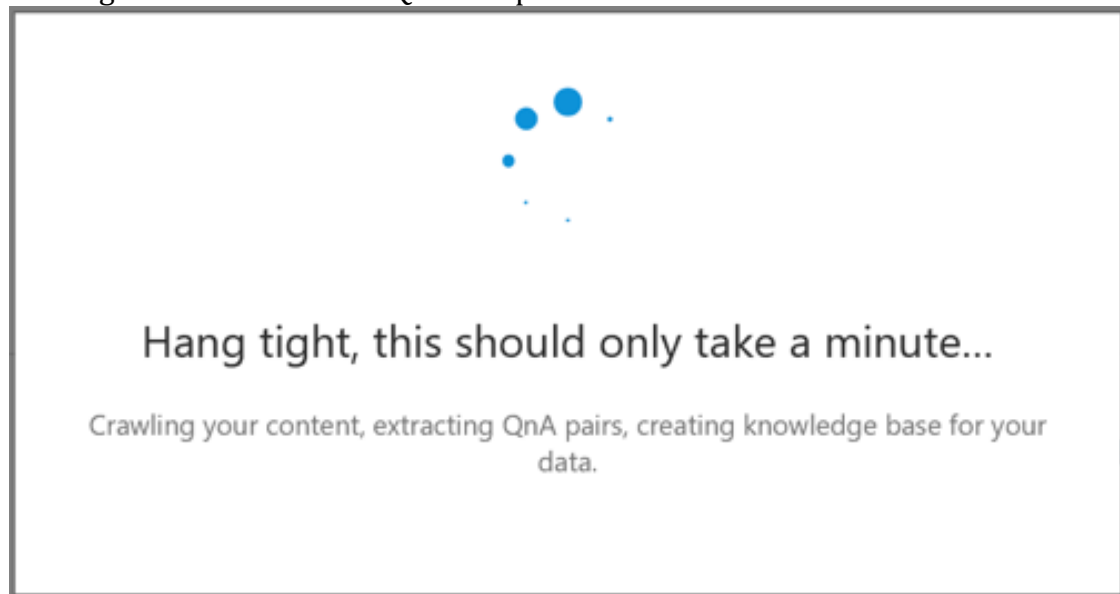 Hang tight, this should only take a minute...
Crawling your content, extracting QnA pairs, creating knowledge base for your
data.